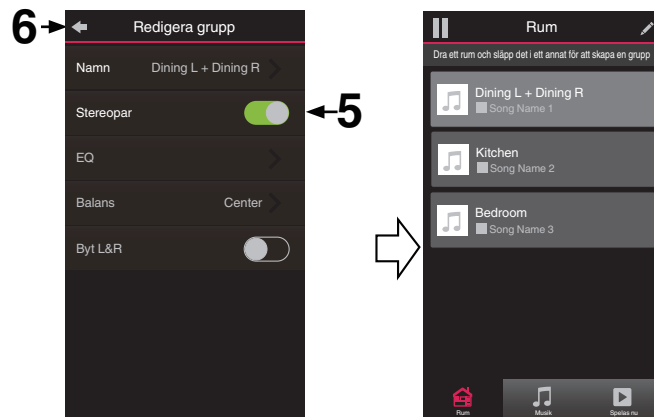 6
Redigera grupp
Namn Dining L + Dining R
Stereopar
5
EQ
Balans Center
Byt L&R
Rum
Dra ett rum och släpp det i ett annat för att skapa en grupp
Dining L + Dining R
Song Name 1
Kitchen
Song Name 2
Bedroom
Song Name 3
Rum Musik Spelas nu